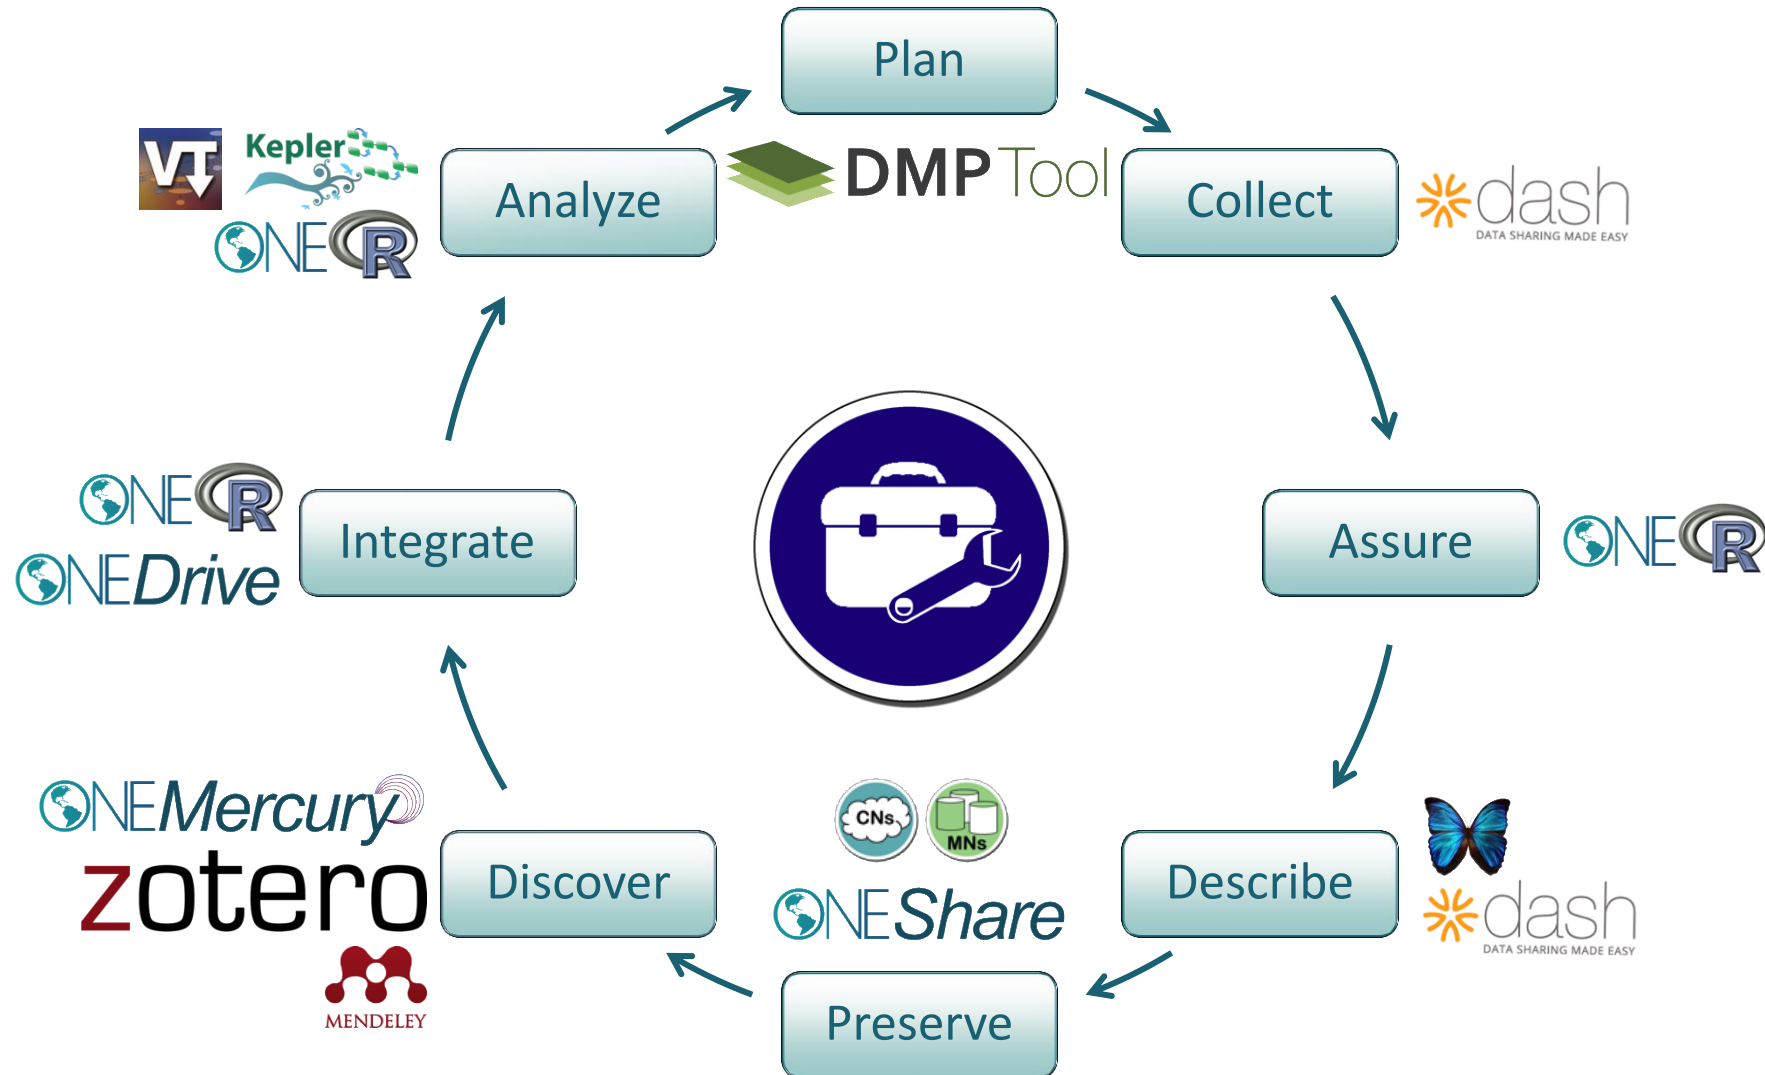 Plan
DMPTool
Collect
dash
DATA SHARING MADE EASY
Assure
ONE R
Describe
dash
DATA SHARING MADE EASY
Preserve
CNs
MNs
ONEShare
Discover
ONEMercury
zotero
MENDELEY
Integrate
ONE R
ONEDrive
Analyze
VT
Kepler
ONE R